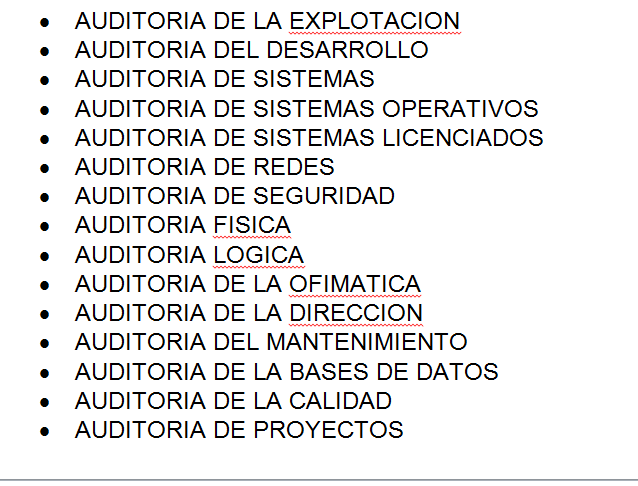 • AUDITORIA DE LA EXPLOTACION
• AUDITORIA DEL DESARROLLO
• AUDITORIA DE SISTEMAS
• AUDITORIA DE SISTEMAS OPERATIVOS
• AUDITORIA DE SISTEMAS LICENCIADOS
• AUDITORIA DE REDES
• AUDITORIA DE SEGURIDAD
• AUDITORIA FISICA
• AUDITORIA LOGICA
• AUDITORIA DE LA OFIMATICA
• AUDITORIA DE LA DIRECCION
• AUDITORIA DEL MANTENIMIENTO
• AUDITORIA DE LA BASES DE DATOS
• AUDITORIA DE LA CALIDAD
• AUDITORIA DE PROYECTOS